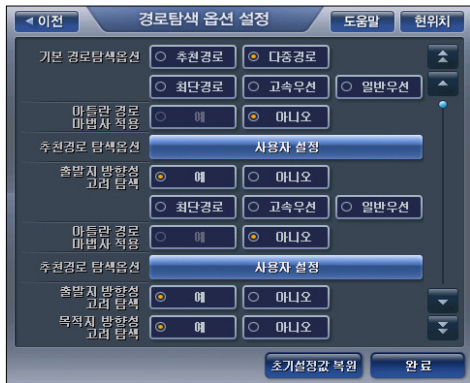 이전 경로탐색 옵션 설정 도움말 현위치
기본 경로탐색옵션 추천경로 다중경로
최단경로 고속우선 일반우선
아틀란 경로
마법사 적용 예 아니오
추천경로 탐색옵션 사용자 설정
출발지 방향성
고려 탐색 예 아니오
최단경로 고속우선 일반우선
아틀란 경로
마법사 적용 예 아니오
추천경로 탐색옵션 사용자 설정
출발지 방향성
고려 탐색 예 아니오
목적지 방향성
고려 탐색 예 아니오
초기설정값 복원 완료